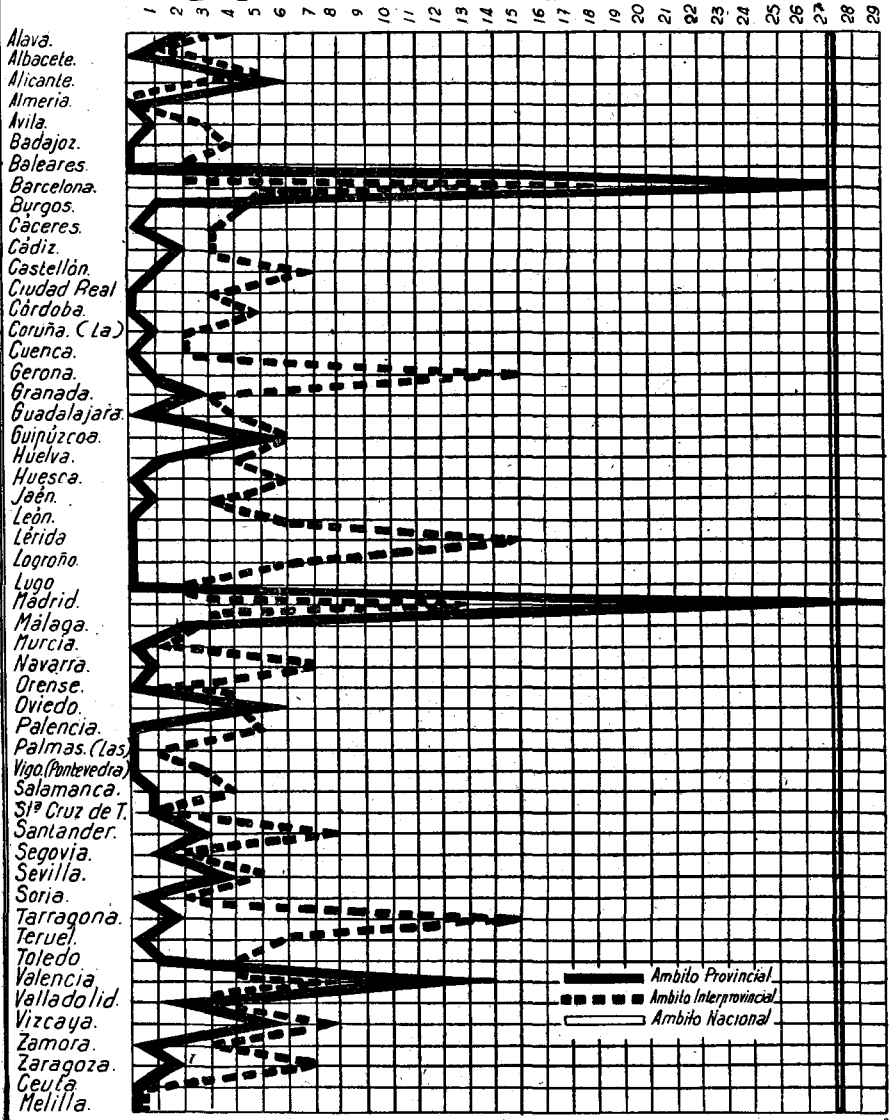 1 2 3 4 5 6 7 8 9 10 11 12 13 14 15 16 17 18 19 20 21 22 23 24 25 26 27 28 29
Alava.
Albacete.
Alicante.
Almería.
Avila.
Badajoz.
Baleares.
Barcelona.
Burgos.
Cáceres.
Cádiz.
Castellón.
Ciudad Real
Córdoba.
Coruña. (La)
Cuenca.
Gerona.
Granada.
Guadalajara.
Guipúzcoa.
Huelva.
Huesca.
Jaén.
León.
Lérida
Logroño.
Lugo
Madrid.
Málaga.
Murcia.
Navarra.
Orense.
Oviedo.
Palencia.
Palmas. (Las)
Vigo. (Pontevedra)
Salamanca.
Stª Cruz de T.
Santander.
Segovia.
Sevilla.
Soria.
Tarragona.
Teruel.
Toledo
Valencia
Valladolid.
Vizcaya.
Zamora.
Zaragoza.
Ceuta
Melilla.
Ambito Provincial
Ambito Interprovincial
Ambito Nacional